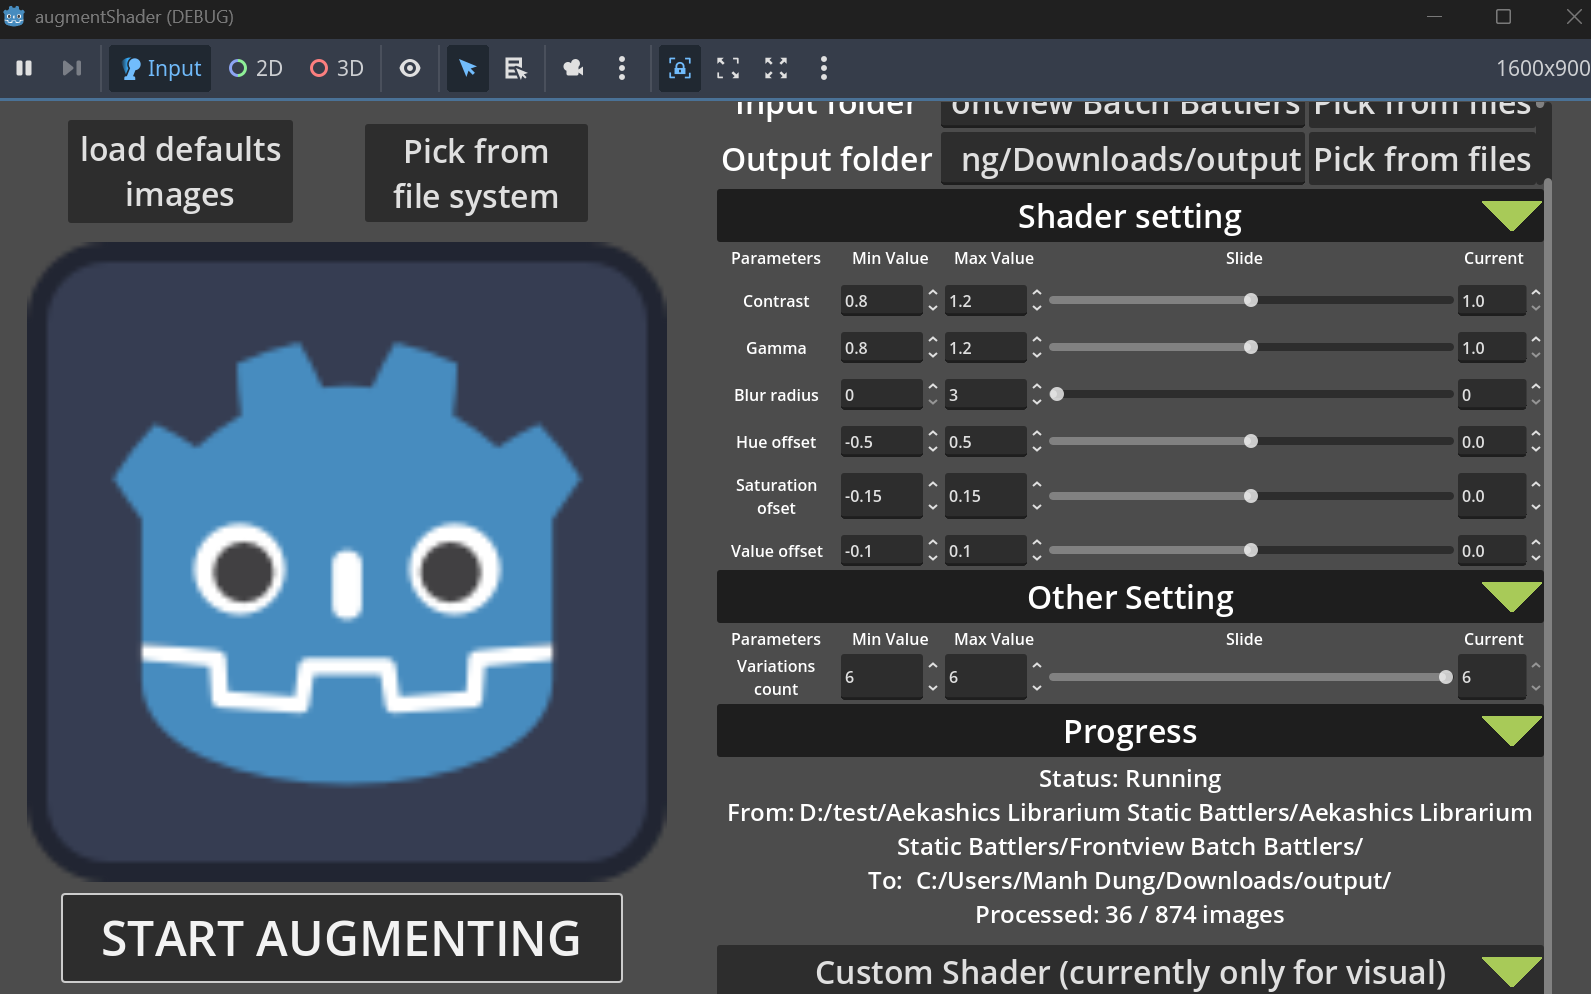 augmentShader (DEBUG)
Input 2D 3D 1600x900
load defaults
images
Pick from
file system
Input folder ontview Batch Battlers Pick from files
Output folder ng/Downloads/output Pick from files
Shader setting
Parameters Min Value Max Value Slide Current
Contrast 0.8 1.2 1.0
Gamma 0.8 1.2 1.0
Blur radius 0 3 0
Hue offset -0.5 0.5 0.0
Saturation
ofset -0.15 0.15 0.0
Value offset -0.1 0.1 0.0
Other Setting
Parameters Min Value Max Value Slide Current
Variations
count 6 6 6
Progress
Status: Running
From: D:/test/Aekashics Librarium Static Battlers/Aekashics Librarium
Static Battlers/Frontview Batch Battlers/
To: C:/Users/Manh Dung/Downloads/output/
Processed: 36 / 874 images
START AUGMENTING
Custom Shader (currently only for visual)